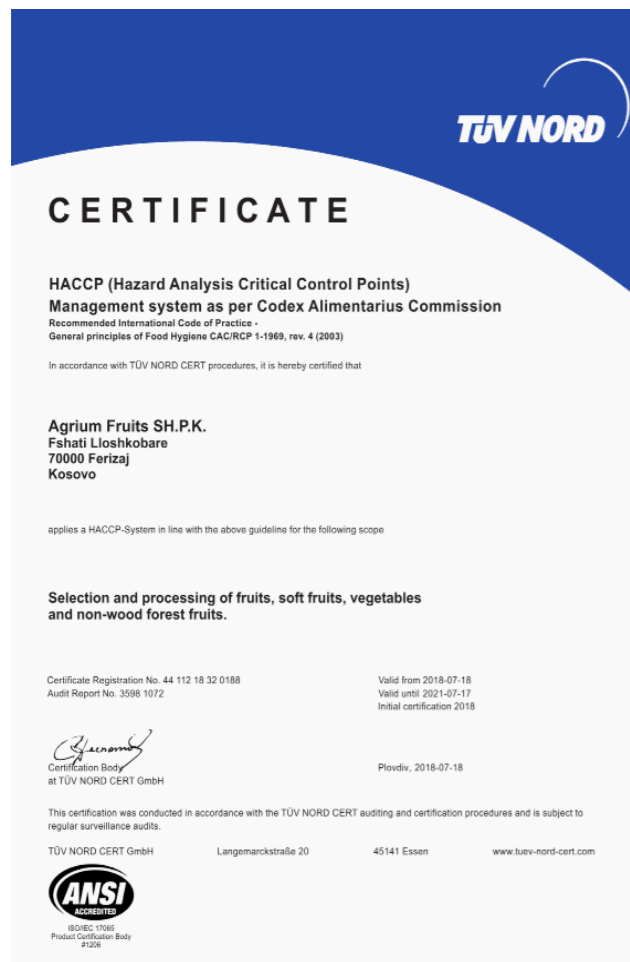 TÜV NORD
CERTIFICATE
HACCP (Hazard Analysis Critical Control Points)
Management system as per Codex Alimentarius Commission
Recommended International Code of Practice -
General principles of Food Hygiene CAC/RCP 1-1969, rev. 4 (2003)
In accordance with TÜV NORD CERT procedures, it is hereby certified that
Agrium Fruits SH.P.K.
Fshati Lloshkobare
70000 Ferizaj
Kosovo
applies a HACCP-System in line with the above guideline for the following scope
Selection and processing of fruits, soft fruits, vegetables
and non-wood forest fruits.
Certificate Registration No. 44 112 18 32 0188
Audit Report No. 3598 1072
Valid from 2018-07-18
Valid until 2021-07-17
Initial certification 2018
Certification Body
at TÜV NORD CERT GmbH
Plovdiv, 2018-07-18
This certification was conducted in accordance with the TÜV NORD CERT auditing and certification procedures and is subject to
regular surveillance audits.
TÜV NORD CERT GmbH Langemarckstraße 20 45141 Essen www.tuev-nord-cert.com
ANSI
ACCREDITED
ISO/IEC 17065
Product Certification Body
#1206